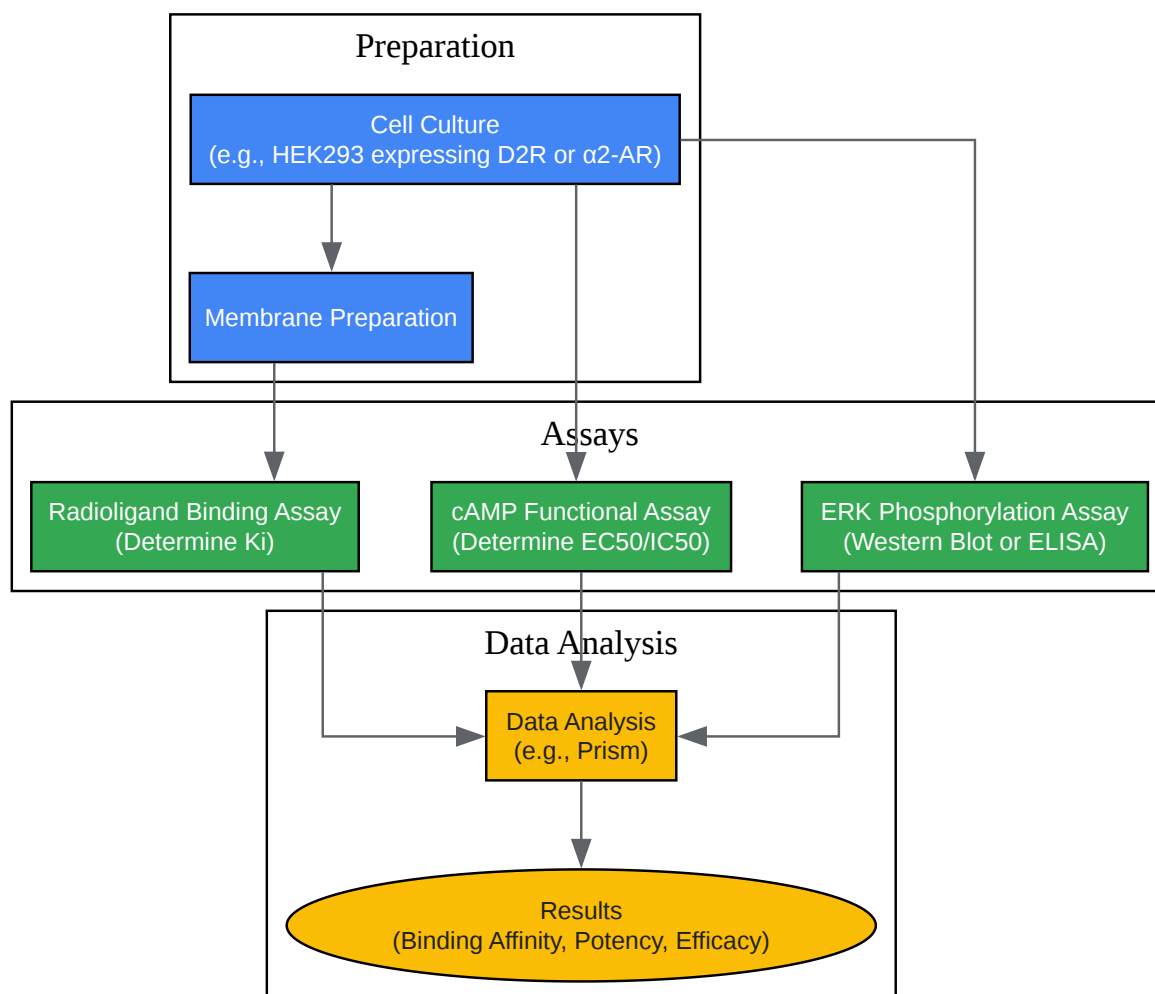 Preparation
Cell Culture
(e.g., HEK293 expressing D2R or α2-AR)
Membrane Preparation
Assays
Radioligand Binding Assay
(Determine Ki)
cAMP Functional Assay
(Determine EC50/IC50)
ERK Phosphorylation Assay
(Western Blot or ELISA)
Data Analysis
Data Analysis
(e.g., Prism)
Results
(Binding Affinity, Potency, Efficacy)